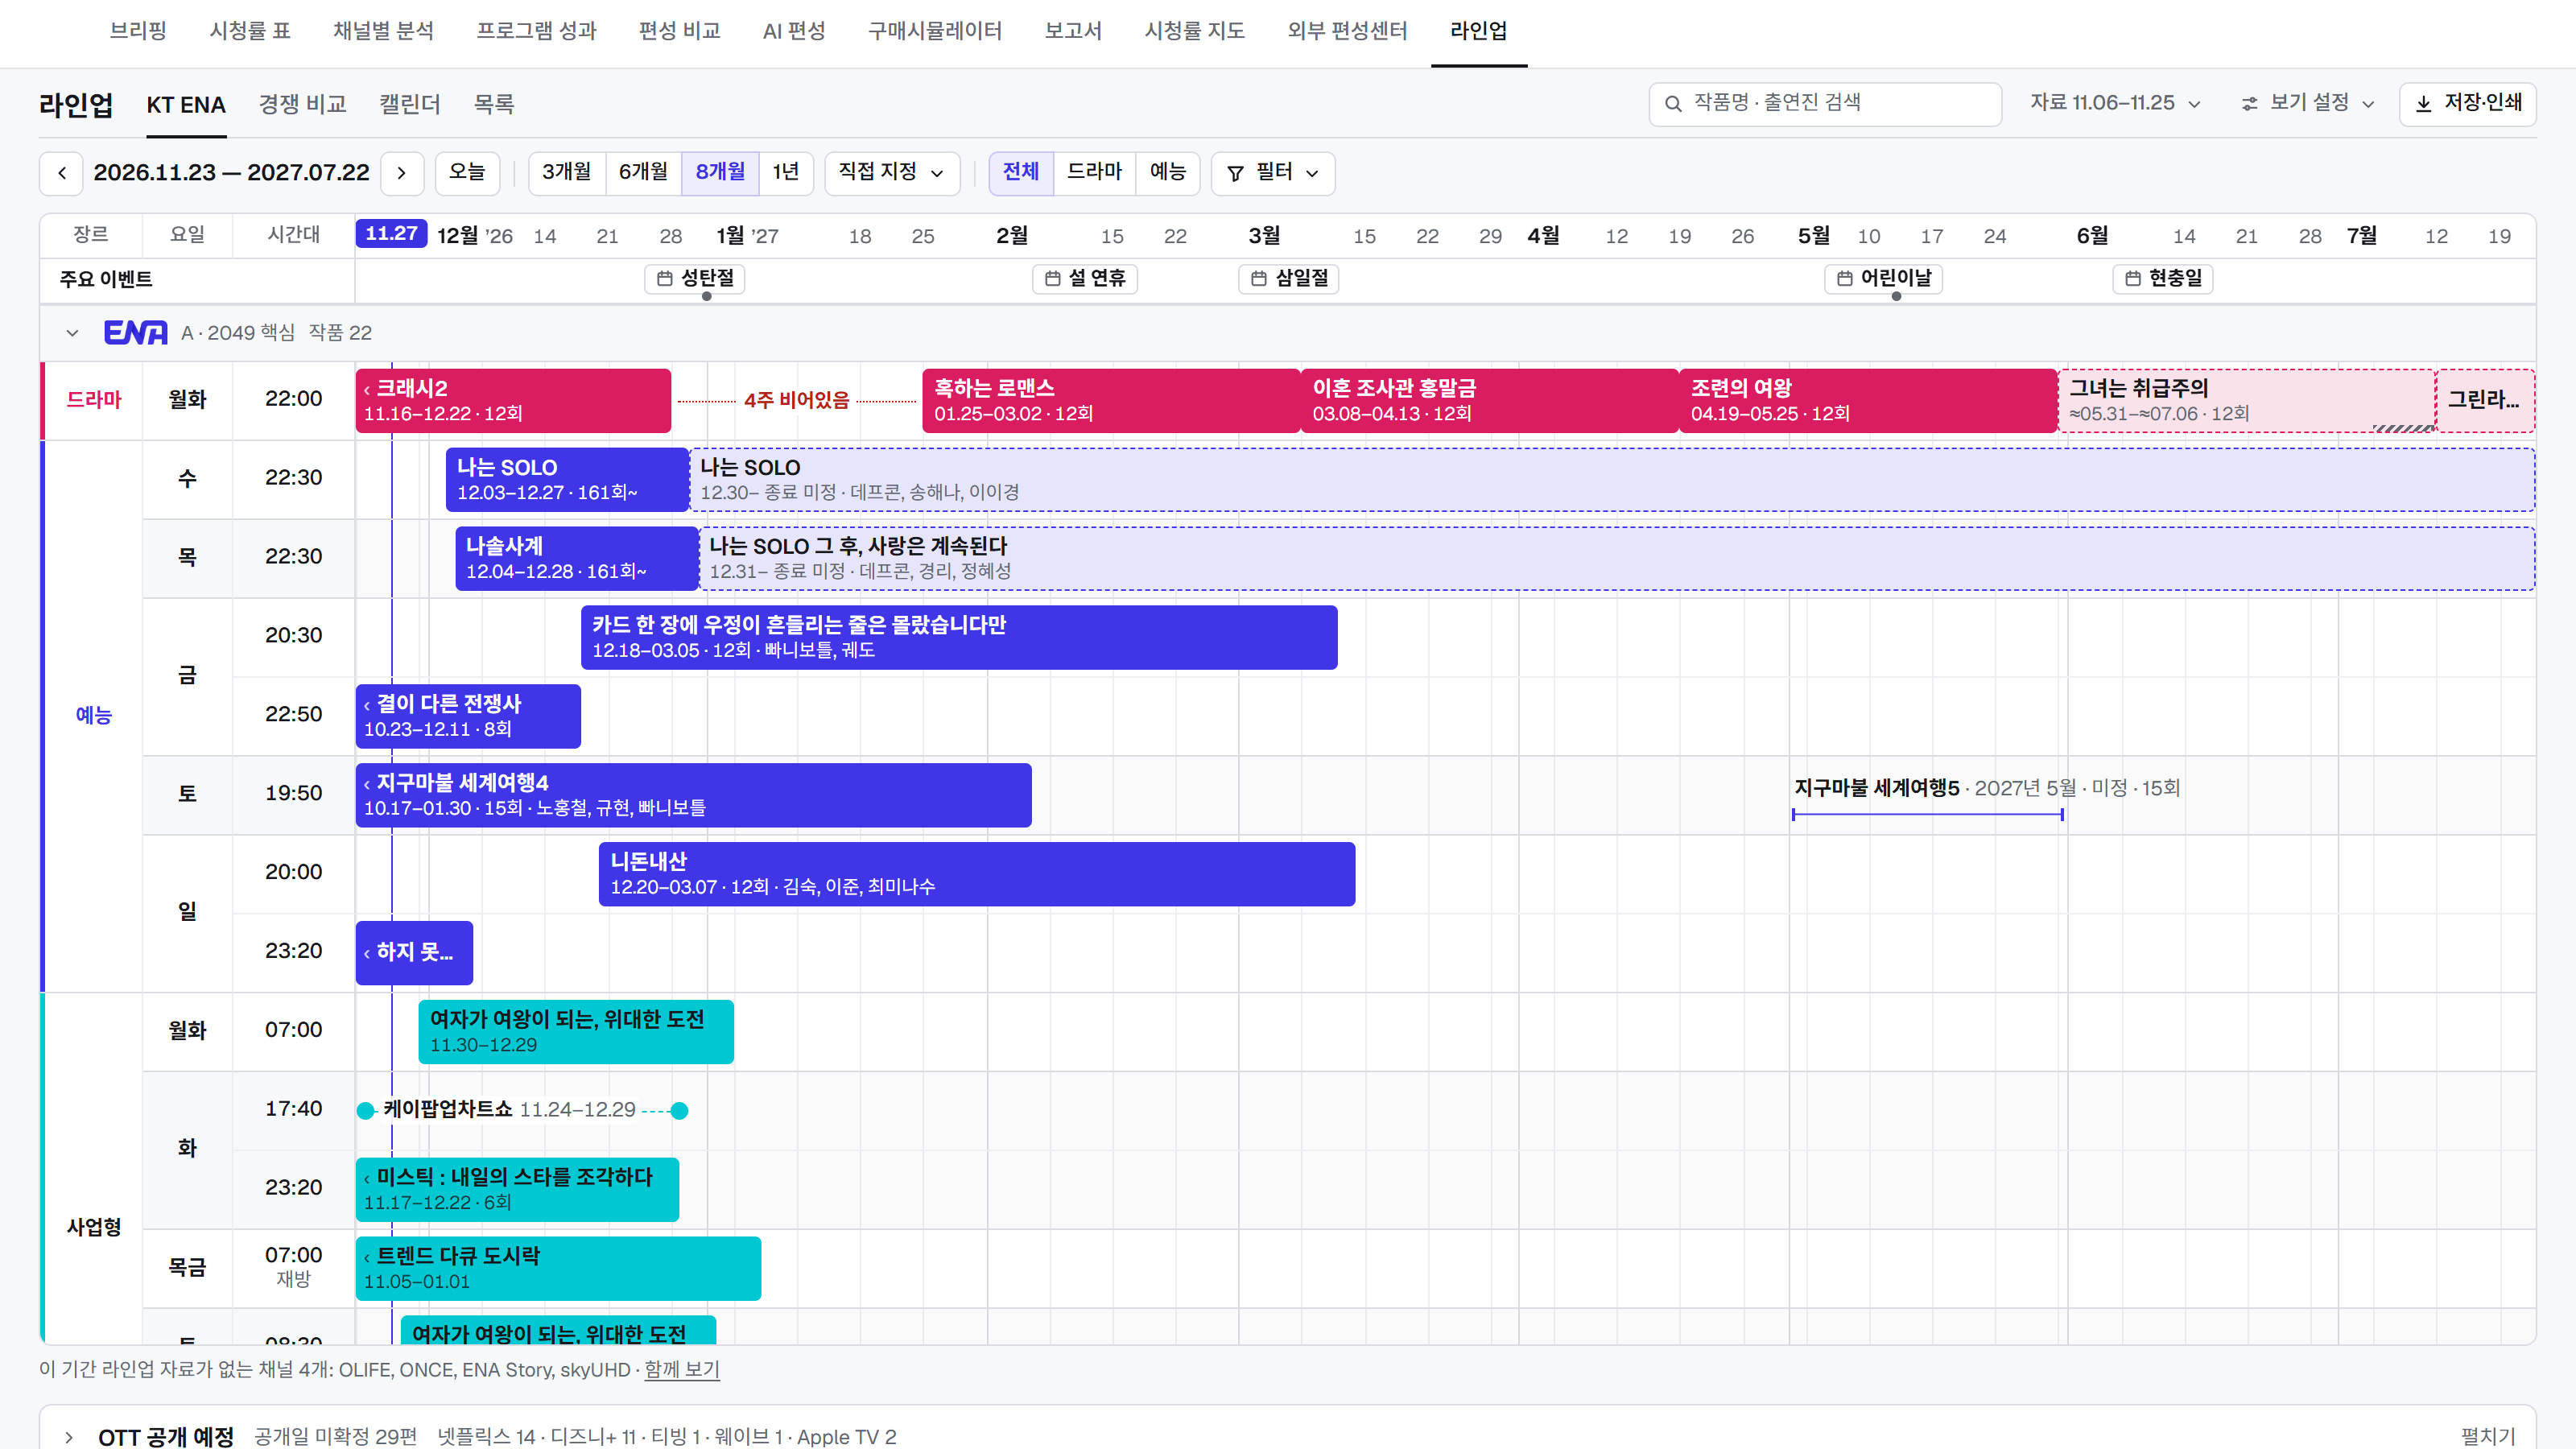 브리핑 시청률 표 채널별 분석 프로그램 성과 편성 비교 AI 편성 구매시뮬레이터 보고서 시청률 지도 외부 편성센터 라인업
라인업 KT ENA 경쟁 비교 캘린더 목록 작품명 · 출연진 검색 자료 11.06–11.25 보기 설정 저장·인쇄
2026.11.23 — 2027.07.22 오늘 3개월 6개월 8개월 1년 직접 지정 전체 드라마 예능 필터
장르 요일 시간대 11.27 12월 ’26 14 21 28 1월 ’27 18 25 2월 15 22 3월 15 22 29 4월 12 19 26 5월 10 17 24 6월 14 21 28 7월 12 19
주요 이벤트 성탄절 설 연휴 삼일절 어린이날 현충일
ENA A · 2049 핵심 작품 22
드라마 월화 22:00
‹ 크래시2
11.16–12.22 · 12회
4주 비어있음
혹하는 로맨스
01.25–03.02 · 12회
이혼 조사관 홍말금
03.08–04.13 · 12회
조련의 여왕
04.19–05.25 · 12회
그녀는 취급주의
≈05.31–≈07.06 · 12회
그린라...
예능
수 22:30
나는 SOLO
12.03–12.27 · 161회~
나는 SOLO
12.30– 종료 미정 · 데프콘, 송해나, 이이경
목 22:30
나솔사계
12.04–12.28 · 161회~
나는 SOLO 그 후, 사랑은 계속된다
12.31– 종료 미정 · 데프콘, 경리, 정혜성
금
20:30
카드 한 장에 우정이 흔들리는 줄은 몰랐습니다만
12.18–03.05 · 12회 · 빠니보틀, 궤도
22:50
‹ 결이 다른 전쟁사
10.23–12.11 · 8회
토 19:50
‹ 지구마불 세계여행4
10.17–01.30 · 15회 · 노홍철, 규현, 빠니보틀
지구마불 세계여행5 · 2027년 5월 · 미정 · 15회
일
20:00
니돈내산
12.20–03.07 · 12회 · 김숙, 이준, 최미나수
23:20
‹ 하지 못...
사업형
월화 07:00
여자가 여왕이 되는, 위대한 도전
11.30–12.29
화
17:40
케이팝업차트쇼 11.24–12.29
23:20
‹ 미스틱 : 내일의 스타를 조각하다
11.17–12.22 · 6회
목금 07:00
재방
‹ 트렌드 다큐 도시락
11.05–01.01
토 08:30
여자가 여왕이 되는, 위대한 도전
이 기간 라인업 자료가 없는 채널 4개: OLIFE, ONCE, ENA Story, skyUHD · 함께 보기
OTT 공개 예정 공개일 미확정 29편 넷플릭스 14 · 디즈니+ 11 · 티빙 1 · 웨이브 1 · Apple TV 2 펼치기